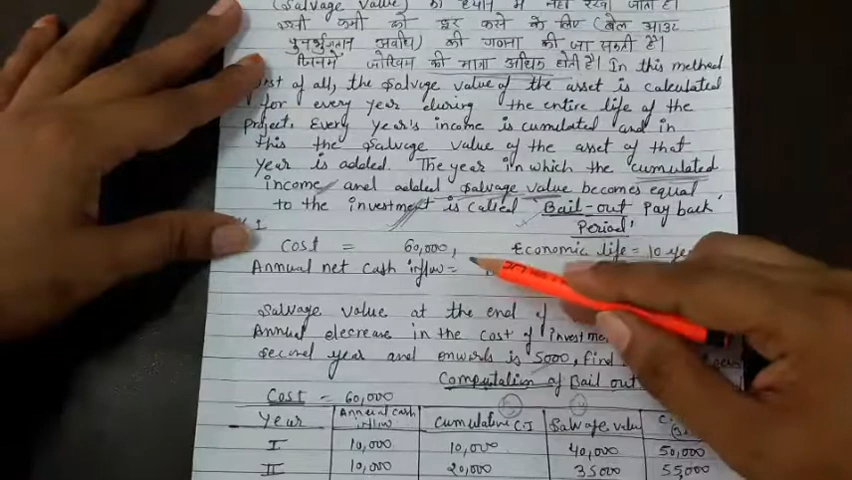 (Salvage Value) को ध्यान में नहीं रखा जाता है।
इसी कमी को दूर करने के लिए (बेल आउट
पुनर्भुगतान अवधि) की गणना की जा सकती है।
जिनमें जोखिम की मात्रा अधिक होती है। In this method
of all, the Salvage value of the asset is calculated
for every year during the entire life of the
Project. Every year's income is cumulated and in
this the Salvage value of the asset of that
year is added. The year in which the cumulated
income and added salvage value becomes equal
to the investment is called 'Bail-out Pay back
Period'
Cost = 60,000, Economic life = 10
Annual net cash inflow =
Salvage value at the end of
Annual decrease in the cost of
second year and onwards is 5000, find
Computation of Bail out
Cost = 60,000
Year Annual cash inflow Cumulative C.I Salvage value
I 10,000 10,000 40,000 50,000
II 10,000 20,000 35000 55,000